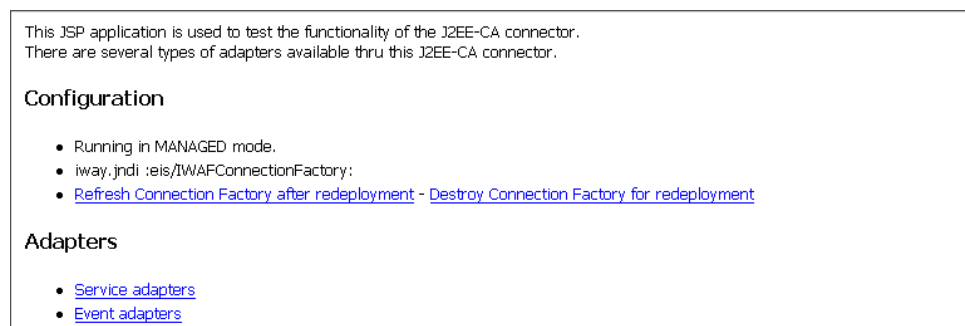 This JSP application is used to test the functionality of the J2EE-CA connector.
There are several types of adapters available thru this J2EE-CA connector.
Configuration
• Running in MANAGED mode.
• iway.jndi :eis/IWAFConnectionFactory:
• Refresh Connection Factory after redeployment - Destroy Connection Factory for redeployment
Adapters
• Service adapters
• Event adapters